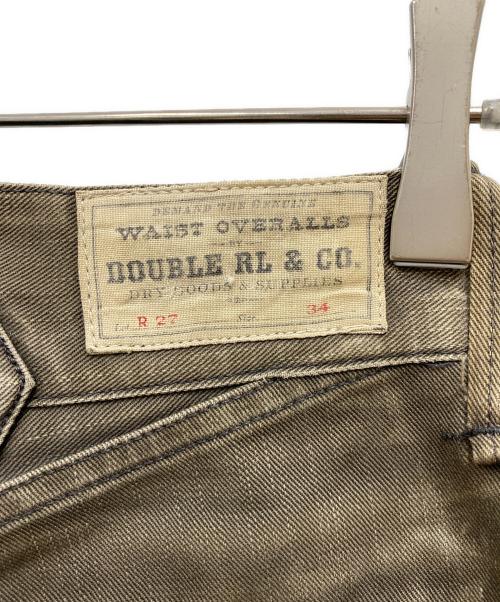 DEMAND THE GENUINE
WAIST OVERALLS
BY
DOUBLE RL & CO.
DRY GOODS & SUPPLIES
Lot R 27 Size 34